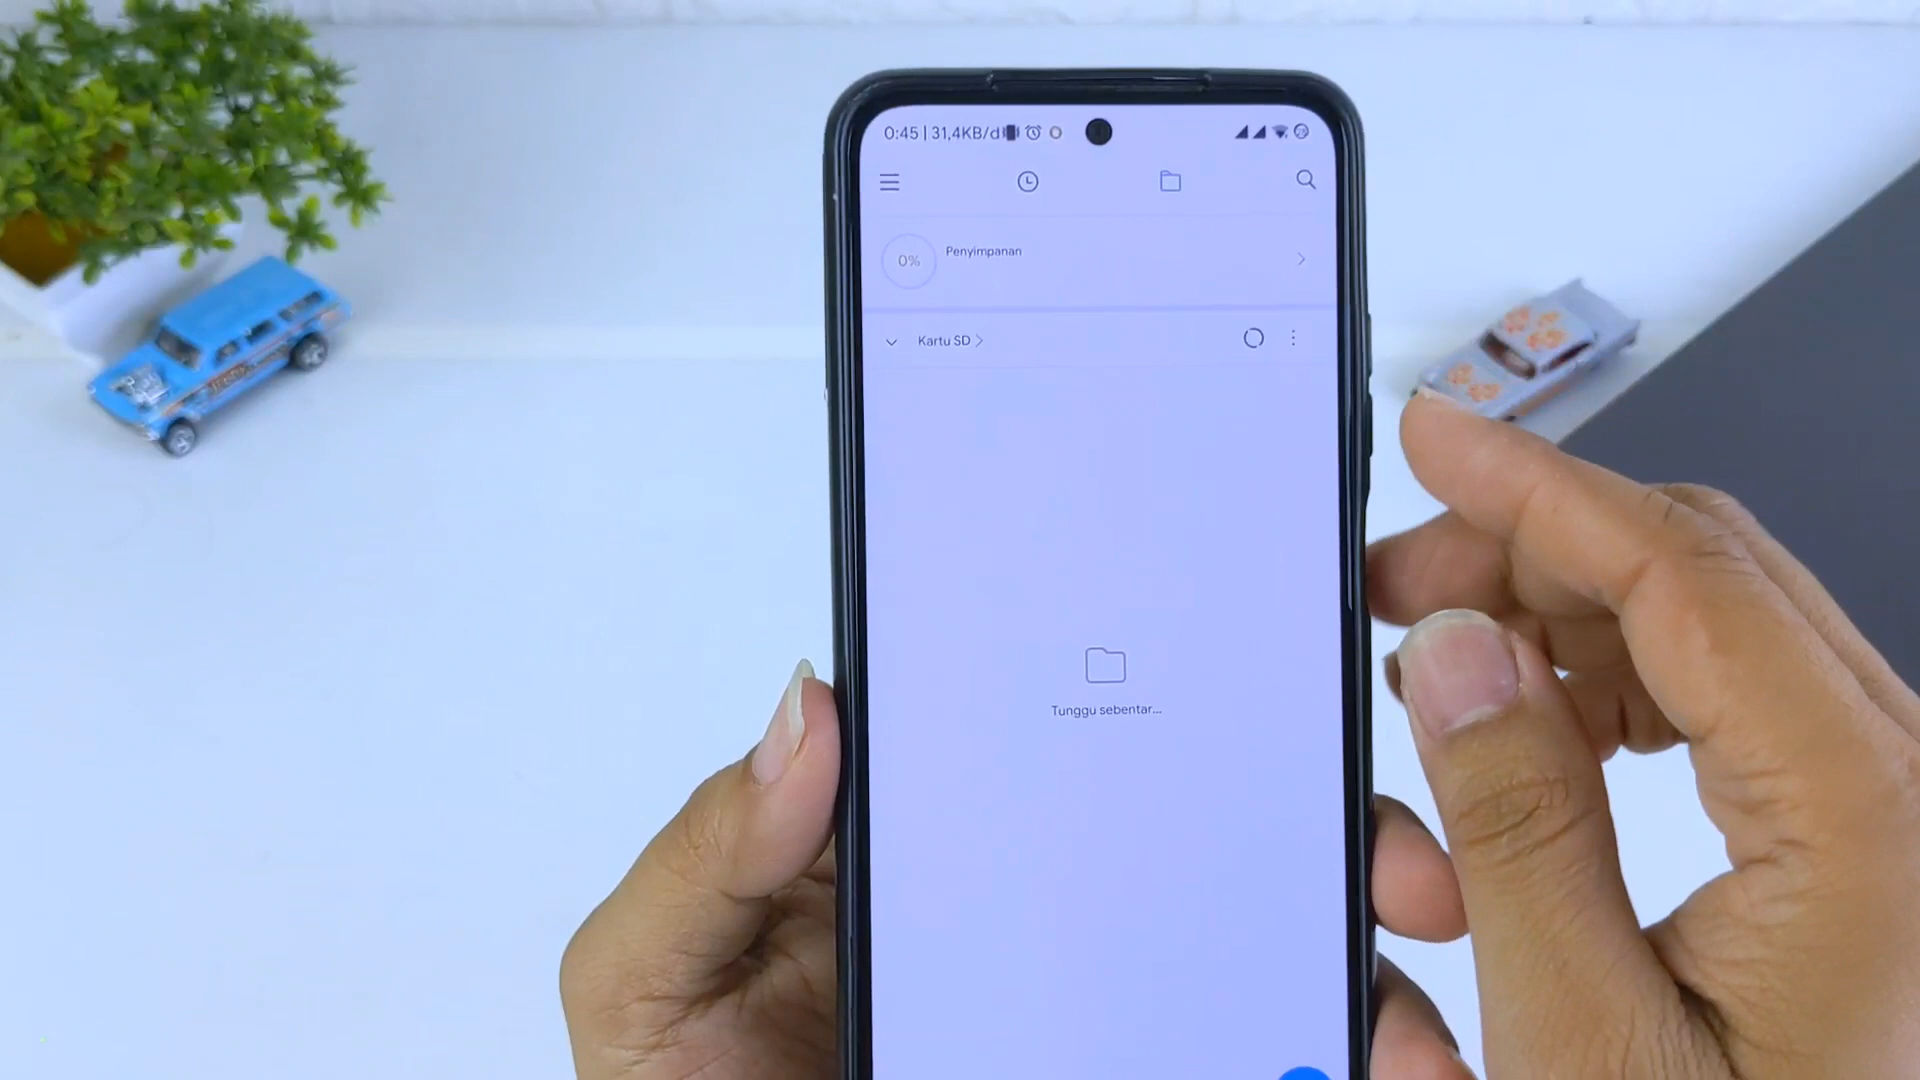 0:45 | 31,4KB/d
0% Penyimpanan
Kartu SD
Tunggu sebentar...